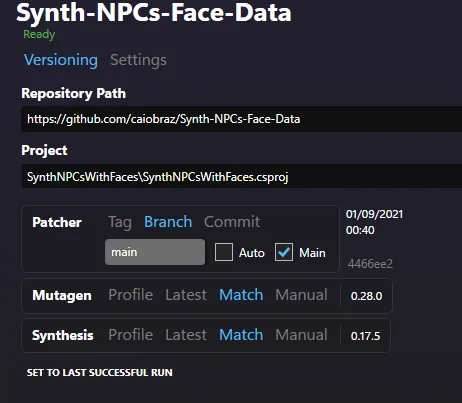 Synth-NPCs-Face-Data
Ready
Versioning Settings
Repository Path
https://github.com/caiobraz/Synth-NPCs-Face-Data
Project
SynthNPCsWithFaces\SynthNPCsWithFaces.csproj
Patcher Tag Branch Commit 01/09/2021
00:40
main Auto Main
4466ee2
Mutagen Profile Latest Match Manual 0.28.0
Synthesis Profile Latest Match Manual 0.17.5
SET TO LAST SUCCESSFUL RUN